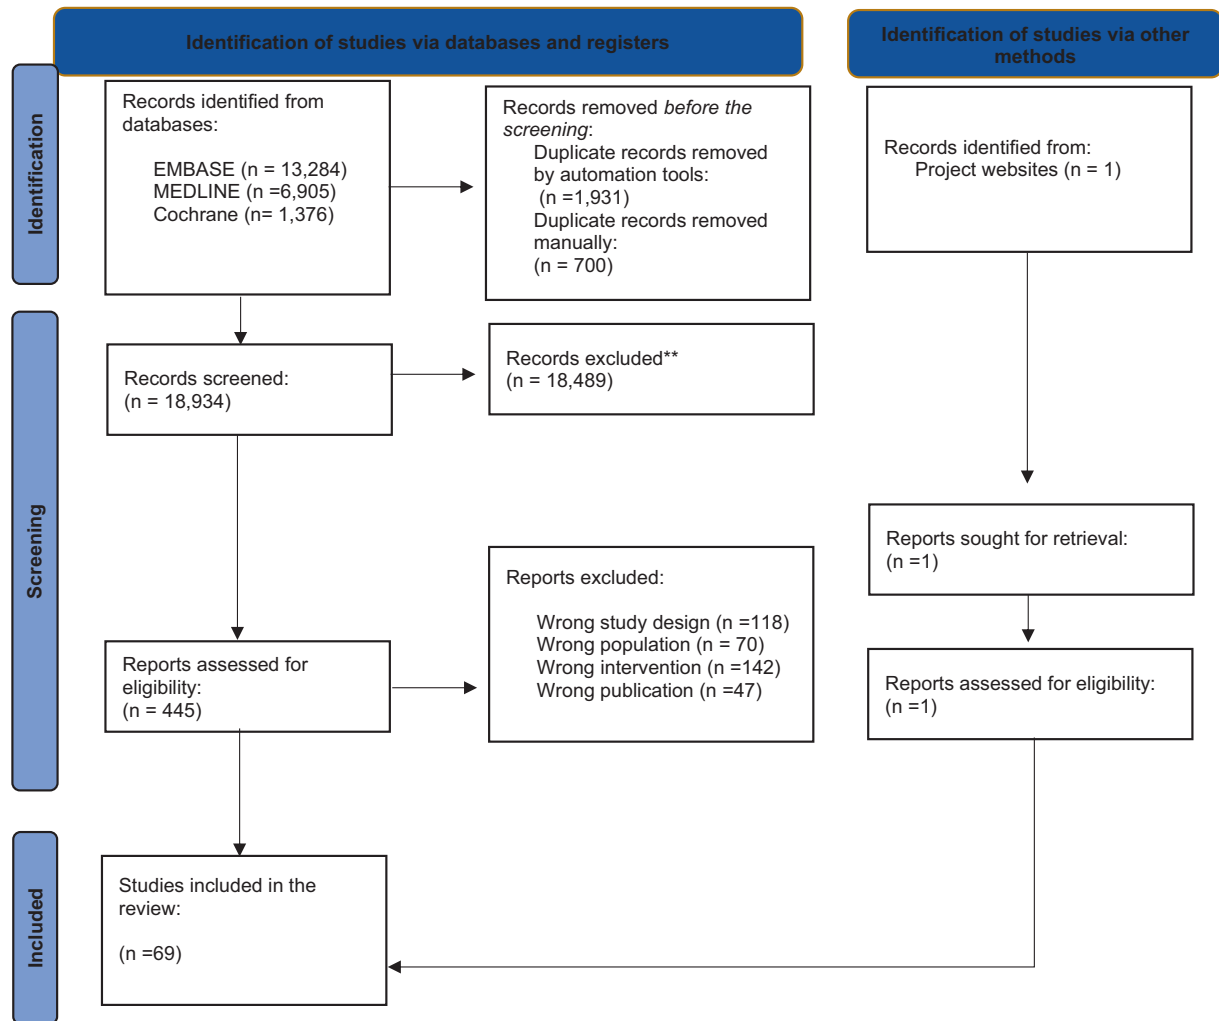 Identification of studies via databases and registers
Identification of studies via other
methods
Identification
Records identified from
databases:
EMBASE (n = 13,284)
MEDLINE (n =6,905)
Cochrane (n= 1,376)
Records removed before the
screening:
Duplicate records removed
by automation tools:
(n =1,931)
Duplicate records removed
manually:
(n = 700)
Records identified from:
Project websites (n = 1)
Screening
Records screened:
(n = 18,934)
Records excluded**
(n = 18,489)
Reports sought for retrieval:
(n =1)
Reports assessed for
eligibility:
(n = 445)
Reports excluded:
Wrong study design (n =118)
Wrong population (n = 70)
Wrong intervention (n =142)
Wrong publication (n =47)
Reports assessed for eligibility:
(n =1)
Included
Studies included in the
review:
(n =69)